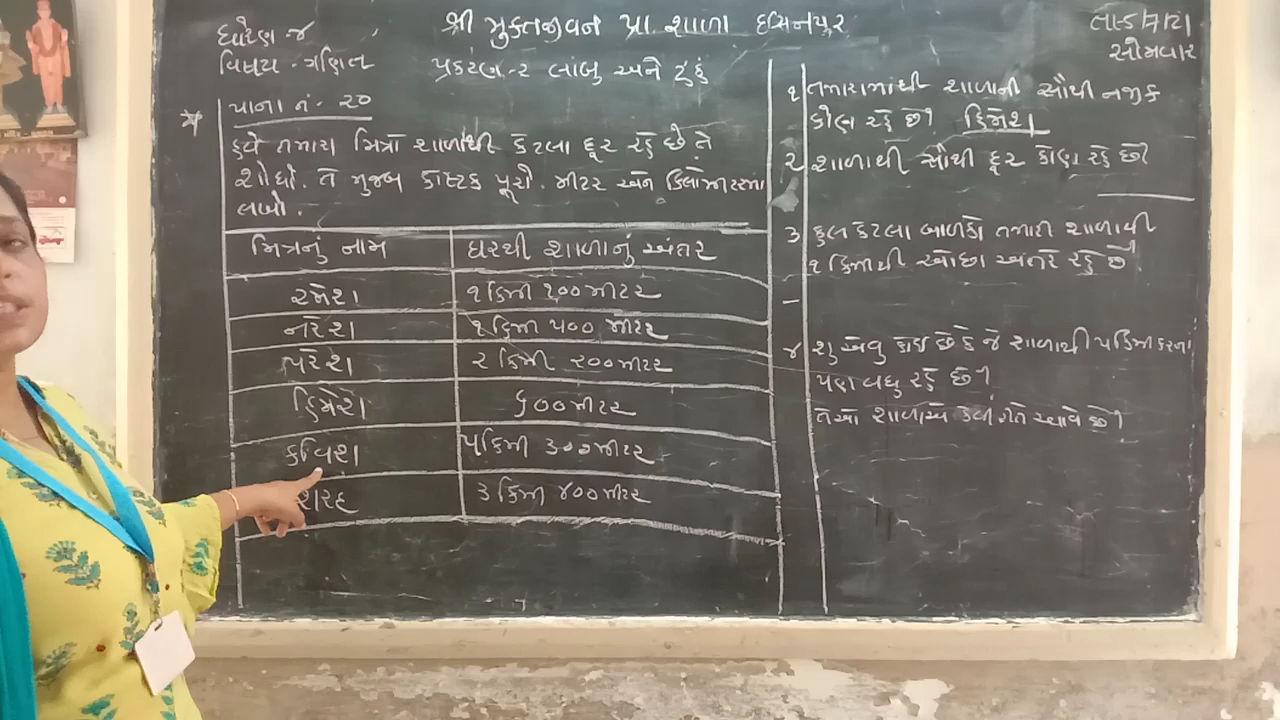 શ્રી મુક્તજીવન પ્રા શાળા
ધોરણ ૪
વિષય - ગણિત
પ્રકરણ-૨ લાંબુ અને ટુંકું
સોમવાર
પાના નં - ૨૦
હવે તમારા મિત્રો શાળાથી કેટલા દૂર રહે છે તે
શોધો. તે મુજબ કોષ્ટક પૂરો. મીટર અને કિલોમીટરમા
લખો.
મિત્રનું નામ ઘરથી શાળાનું અંતર
રમેશ ૧ કિમી ૨૦૦ મીટર
નરેશ ૧ કિમી ૫૦૦ મીટર
પરેશ ૨ કિમી ૨૦૦ મીટર
હિમેશ ૬૦૦ મીટર
કવિશ ૫ કિમી ૩૦૦ મીટર
શરદ ૩ કિમી ૪૦૦ મીટર
૧ તમારામાંથી શાળાની સૌથી નજીક
કોણ રહે છે? હિમેશ
૨ શાળાથી સૌથી દૂર કોણ રહે છે?
૩ કુલ કેટલા બાળકો તમારી શાળાથી
૧ કિમીથી ઓછા અંતરે રહે છે?
૪ શુ એવુ કોઇ છે કે જે શાળાથી ૫ કિમી કરતા
પણ વધુ રહે છે?
તેઓ શાળાએ કેવી રીતે આવે છે?